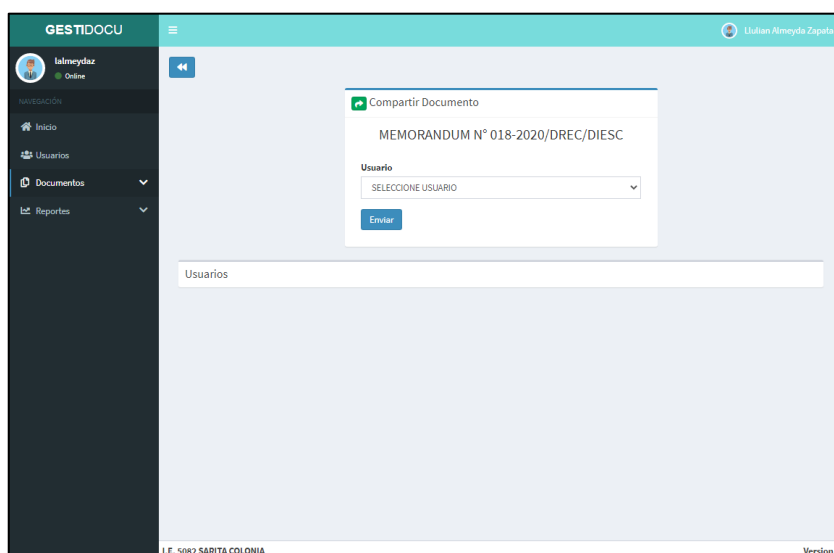 GESTIDOCU
Llulian Almeyda Zapata
lalmeydaz
Online
NAVEGACIÓN
Inicio
Usuarios
Documentos
Reportes
Compartir Documento
MEMORANDUM N° 018-2020/DREC/DIESC
Usuario
SELECCIONE USUARIO
Enviar
Usuarios
I.E. 5082 SARITA COLONIA
Version